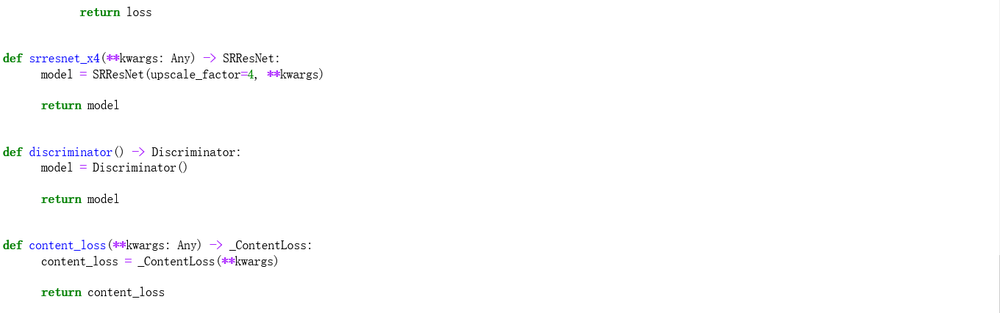 return loss
def srresnet_x4(**kwargs: Any) -> SRResNet:
model = SRResNet(upscale_factor=4, **kwargs)
return model
def discriminator() -> Discriminator:
model = Discriminator()
return model
def content_loss(**kwargs: Any) -> _ContentLoss:
content_loss = _ContentLoss(**kwargs)
return content_loss